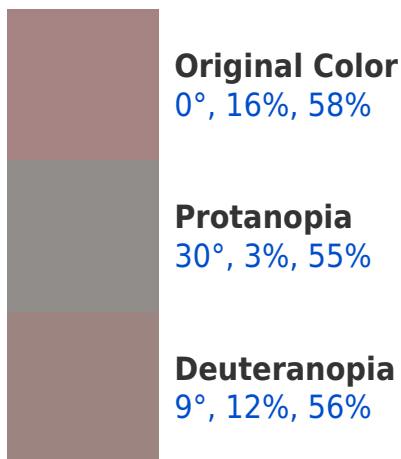 Original Color
0°, 16%, 58%
Protanopia
30°, 3%, 55%
Deuteranopia
9°, 12%, 56%